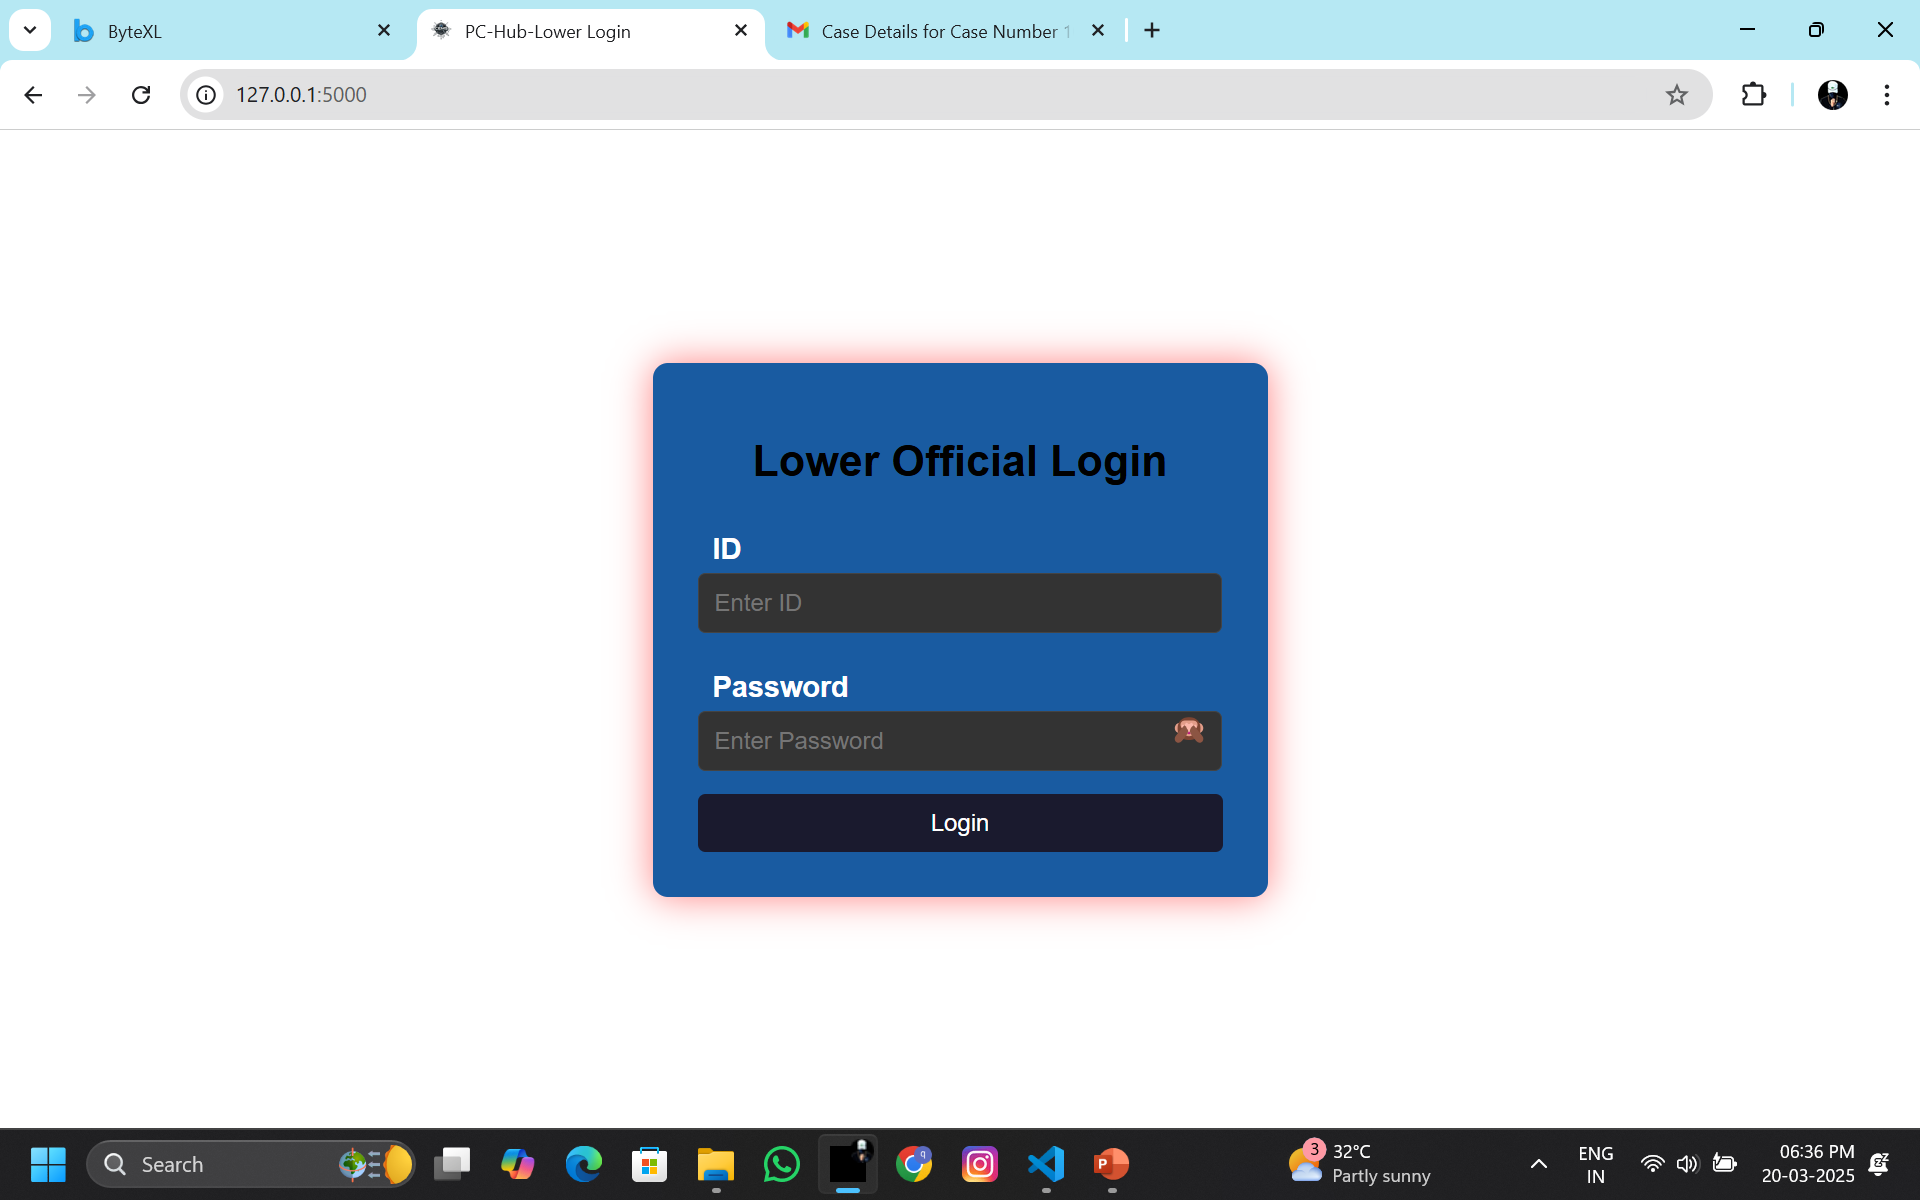 ByteXL
PC-Hub-Lower Login
Case Details for Case Number 1
127.0.0.1:5000
Lower Official Login
ID
Enter ID
Password
Enter Password
Login
Search
3
32°C
Partly sunny
ENG
IN
06:36 PM
20-03-2025